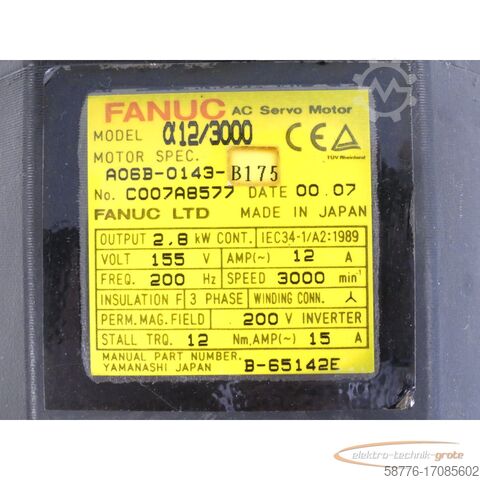 FANUC AC Servo Motor
MODEL α12/3000 CE
TÜV Rheinland
MOTOR SPEC.
A06B-0143-B175
No. C007A8577 DATE 00.07
FANUC LTD MADE IN JAPAN
OUTPUT 2.8 kW CONT. IEC34-1/A2:1989
VOLT 155 V AMP(~) 12 A
FREQ. 200 Hz SPEED 3000 min⁻¹
INSULATION F 3 PHASE WINDING CONN.
PERM.MAG.FIELD 200 V INVERTER
STALL TRQ. 12 Nm,AMP(~) 15 A
MANUAL PART NUMBER. B-65142E
YAMANASHI JAPAN
elektro-technik-grote
58776-17085602